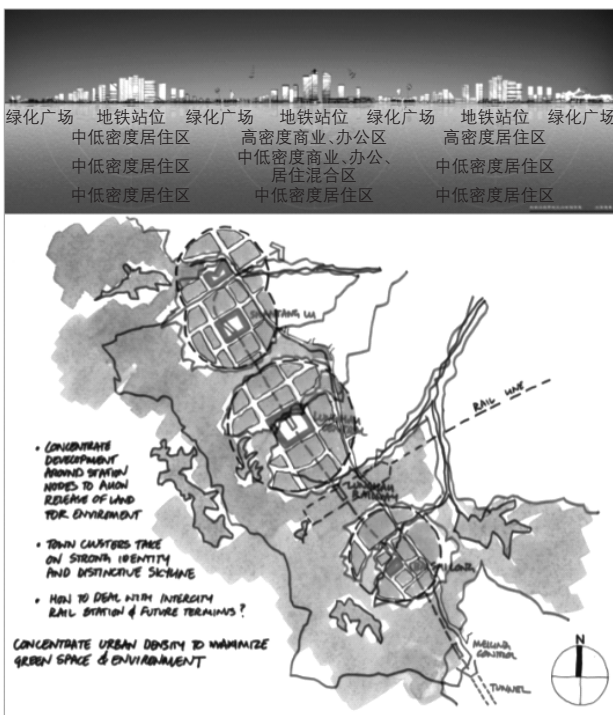 绿化广场 地铁站位 绿化广场 地铁站位 绿化广场 地铁站位 绿化广场
中低密度居住区 高密度商业、办公区 高密度居住区
中低密度居住区 中低密度商业、办公、居住混合区 中低密度居住区
中低密度居住区 中低密度居住区 中低密度居住区
RAIL LINE
• CONCENTRATE
DEVELOPMENT
AROUND STATION
NODES TO ALLOW
RELEASE OF LAND
FOR ENVIROMENT
• TOWN CLUSTERS TAKE
ON STRONG IDENTITY
AND DISTINCTIVE SKYLINE
• HOW TO DEAL WITH INTERCITY
RAIL STATION & FUTURE TERMINUS?
CONCENTRATE URBAN DENSITY TO MAXIMIZE
GREEN SPACE & ENVIRONMENT
CONTROL
TUNNEL
N